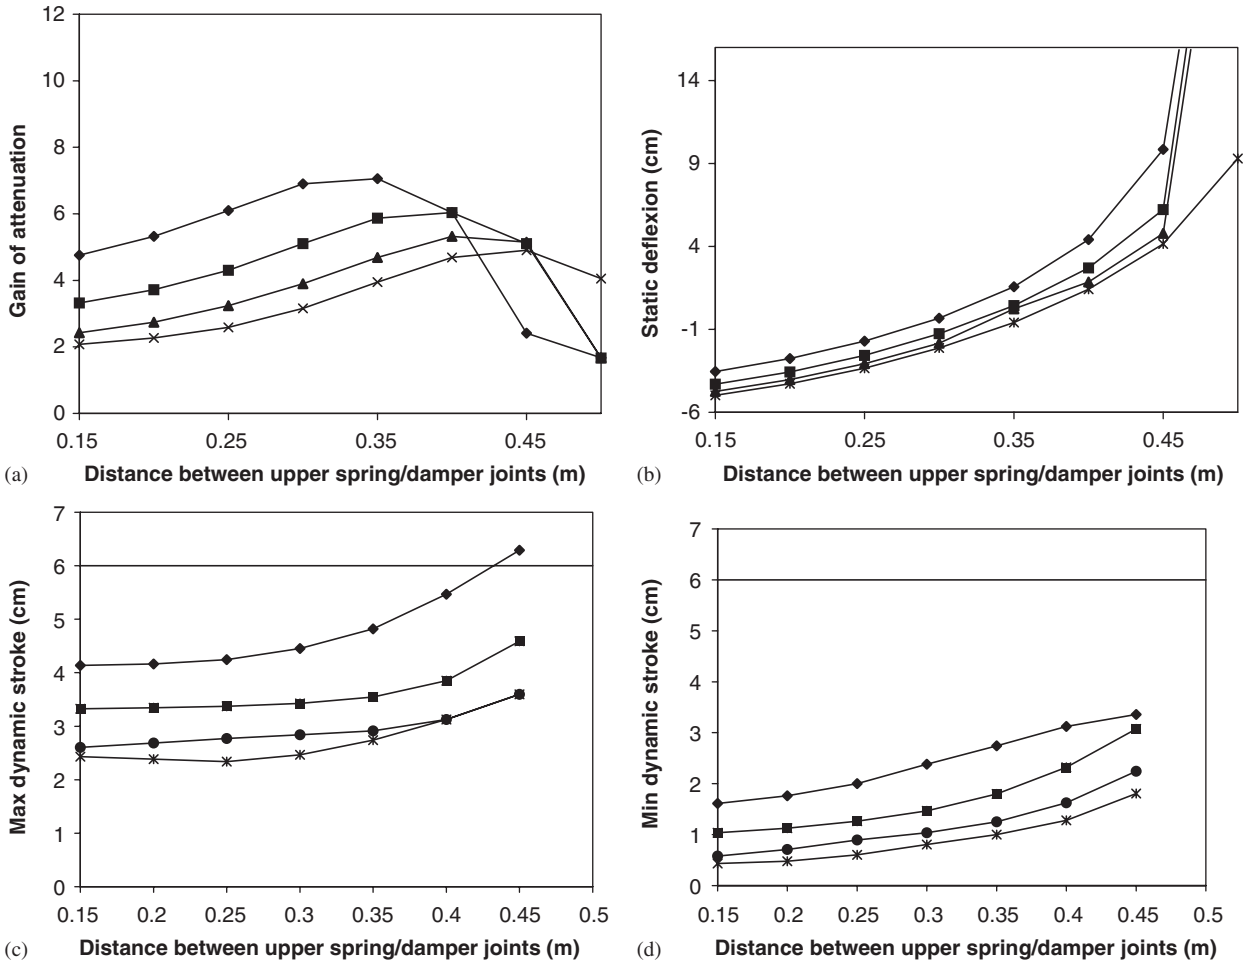 12
10
8
6
4
2
0
Gain of attenuation
0.15 0.25 0.35 0.45
(a) Distance between upper spring/damper joints (m)
14
9
4
-1
-6
Static deflexion (cm)
0.15 0.25 0.35 0.45
(b) Distance between upper spring/damper joints (m)
7
6
5
4
3
2
1
0
Max dynamic stroke (cm)
0.15 0.2 0.25 0.3 0.35 0.4 0.45 0.5
(c) Distance between upper spring/damper joints (m)
7
6
5
4
3
2
1
0
Min dynamic stroke (cm)
0.15 0.2 0.25 0.3 0.35 0.4 0.45 0.5
(d) Distance between upper spring/damper joints (m)